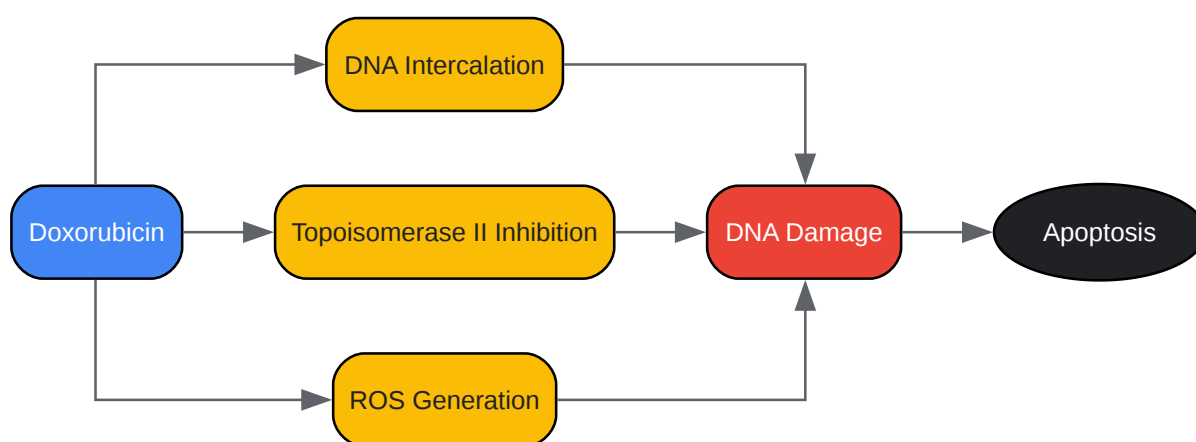 DNA Intercalation
Doxorubicin
Topoisomerase II Inhibition
DNA Damage
Apoptosis
ROS Generation